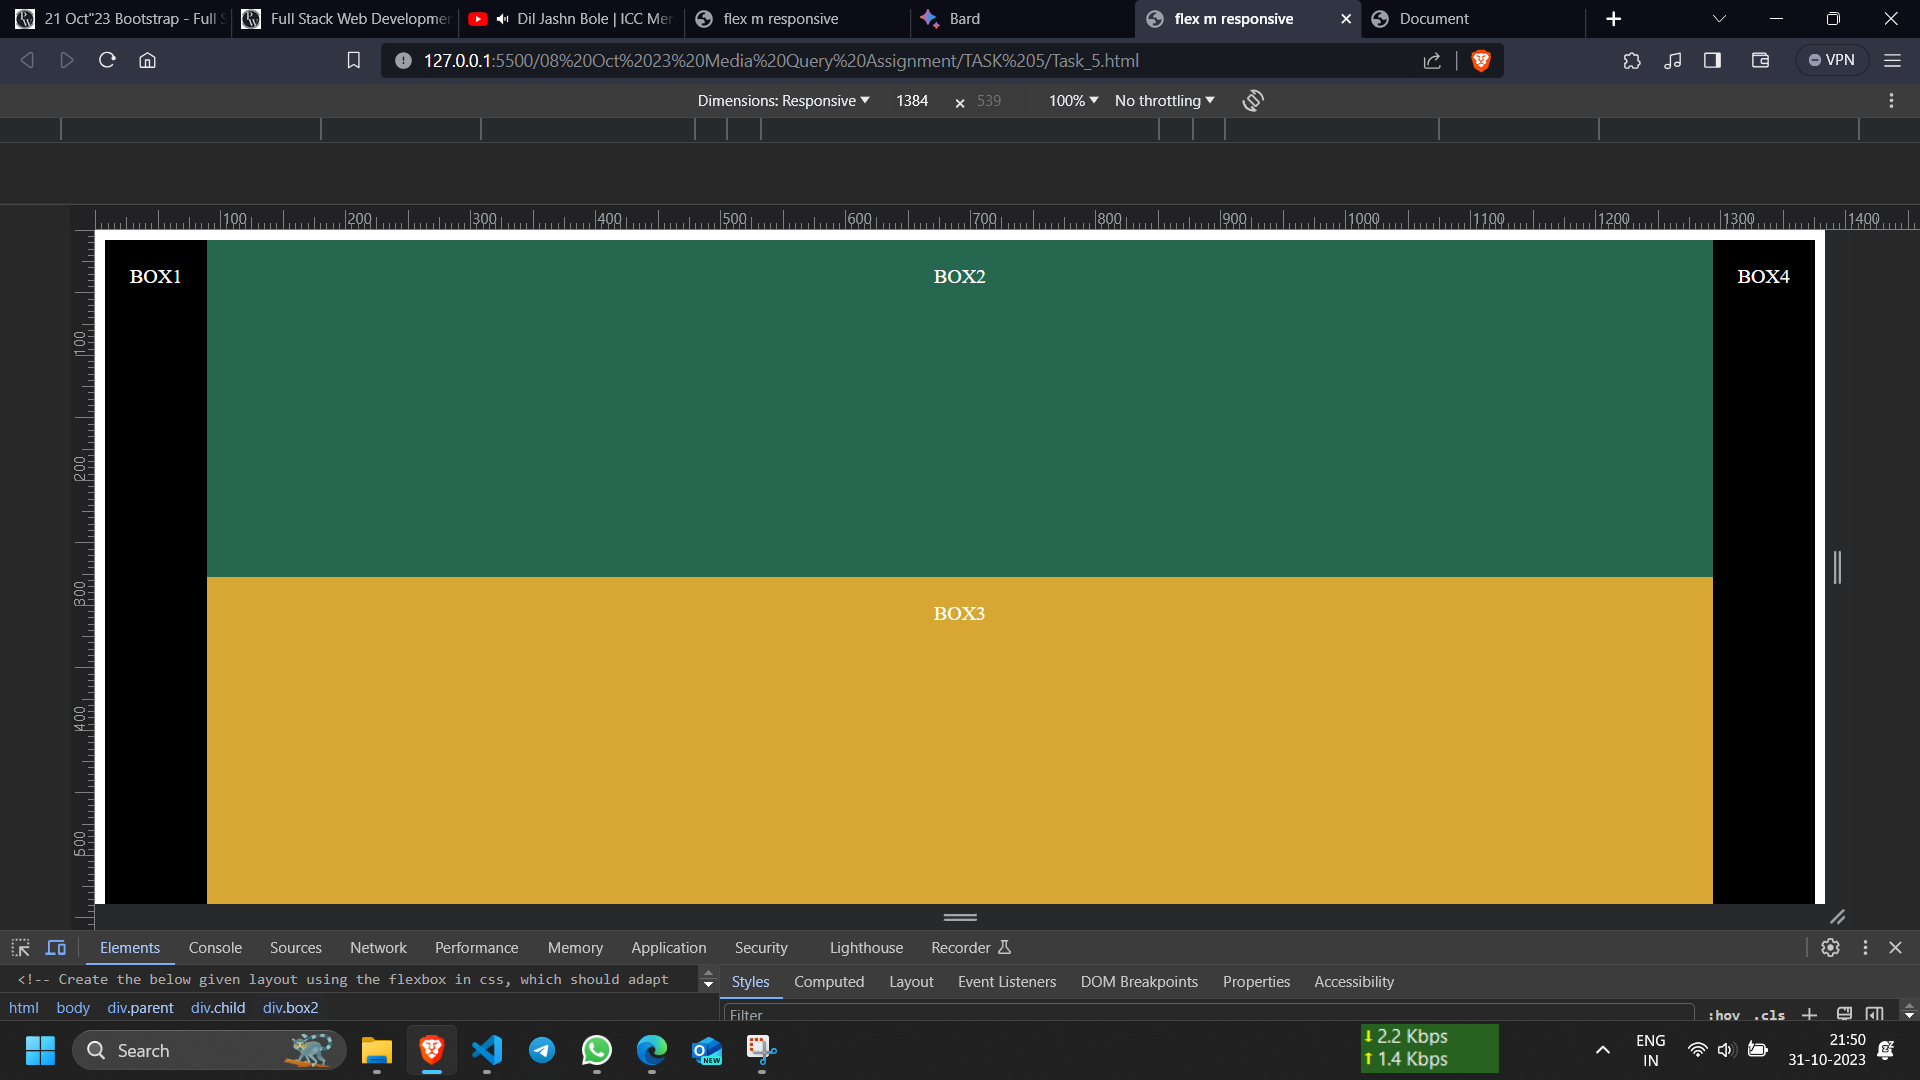 21 Oct"23 Bootstrap - Full S
Full Stack Web Developmer
Dil Jashn Bole | ICC Men
flex m responsive
Bard
flex m responsive
Document
127.0.0.1:5500/08%20Oct%2023%20Media%20Query%20Assignment/TASK%205/Task_5.html
VPN
Dimensions: Responsive 1384 × 539 100% No throttling
100 200 300 400 500 600 700 800 900 1000 1100 1200 1300 1400
BOX1 BOX2 BOX4
100
200
300
BOX3
400
500
Elements Console Sources Network Performance Memory Application Security Lighthouse Recorder
<!-- Create the below given layout using the flexbox in css, which should adapt
Styles Computed Layout Event Listeners DOM Breakpoints Properties Accessibility
html body div.parent div.child div.box2
Filter :hov .cls
Search
NEW
2.2 Kbps
1.4 Kbps
ENG
IN
21:50
31-10-2023